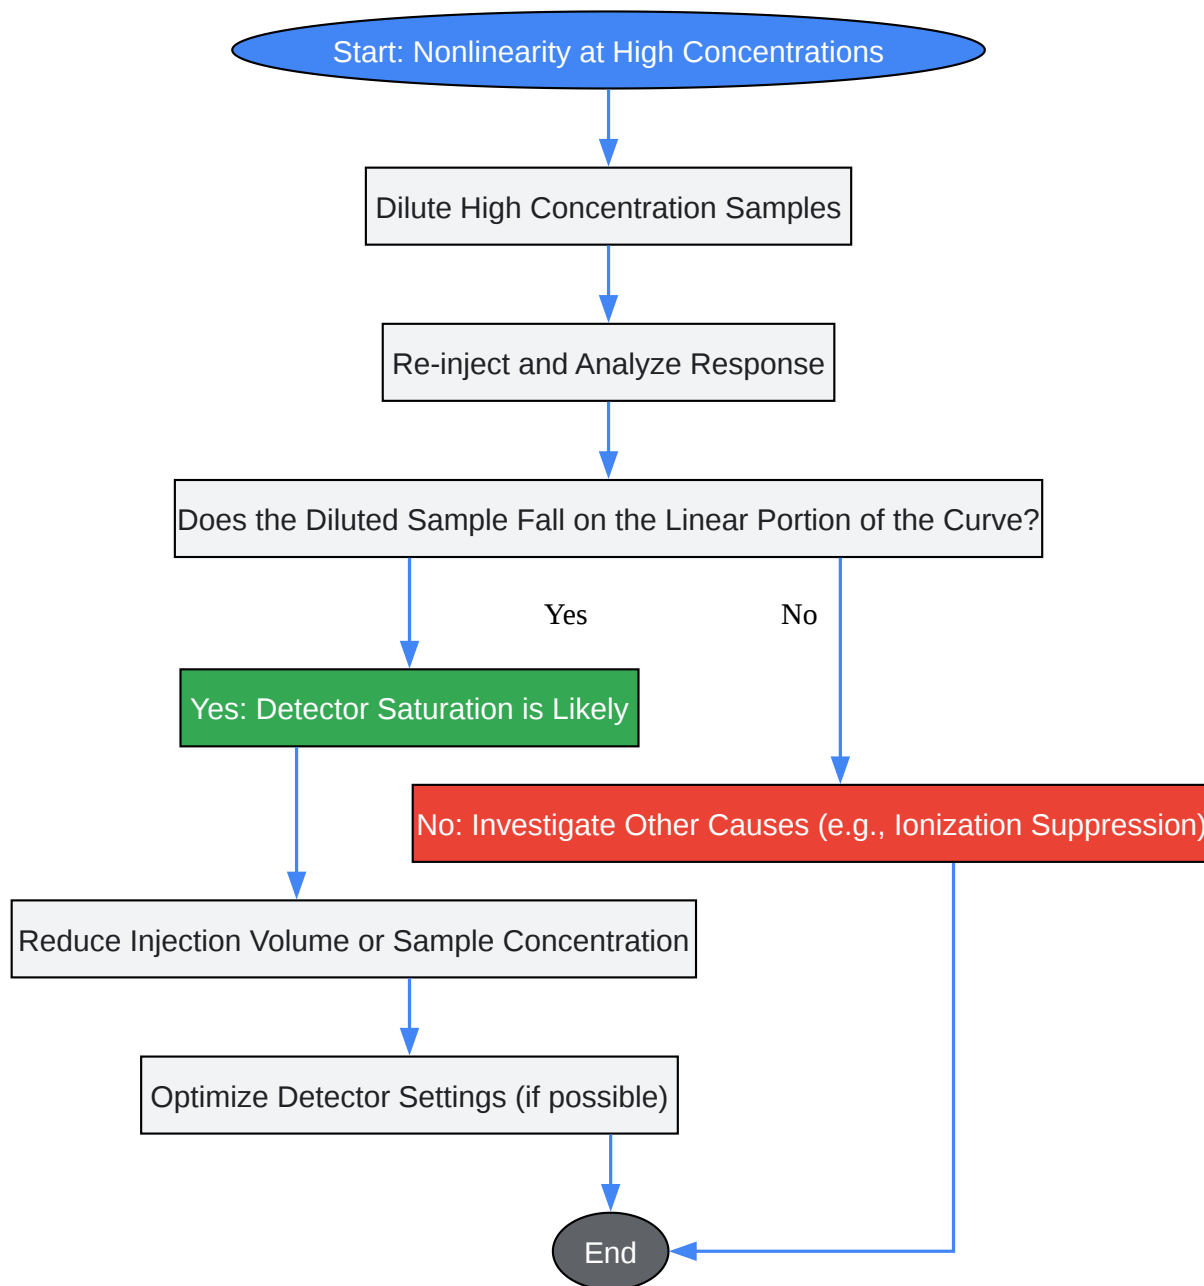 Start: Nonlinearity at High Concentrations
Dilute High Concentration Samples
Re-inject and Analyze Response
Does the Diluted Sample Fall on the Linear Portion of the Curve?
Yes
No
Yes: Detector Saturation is Likely
No: Investigate Other Causes (e.g., Ionization Suppression)
Reduce Injection Volume or Sample Concentration
Optimize Detector Settings (if possible)
End